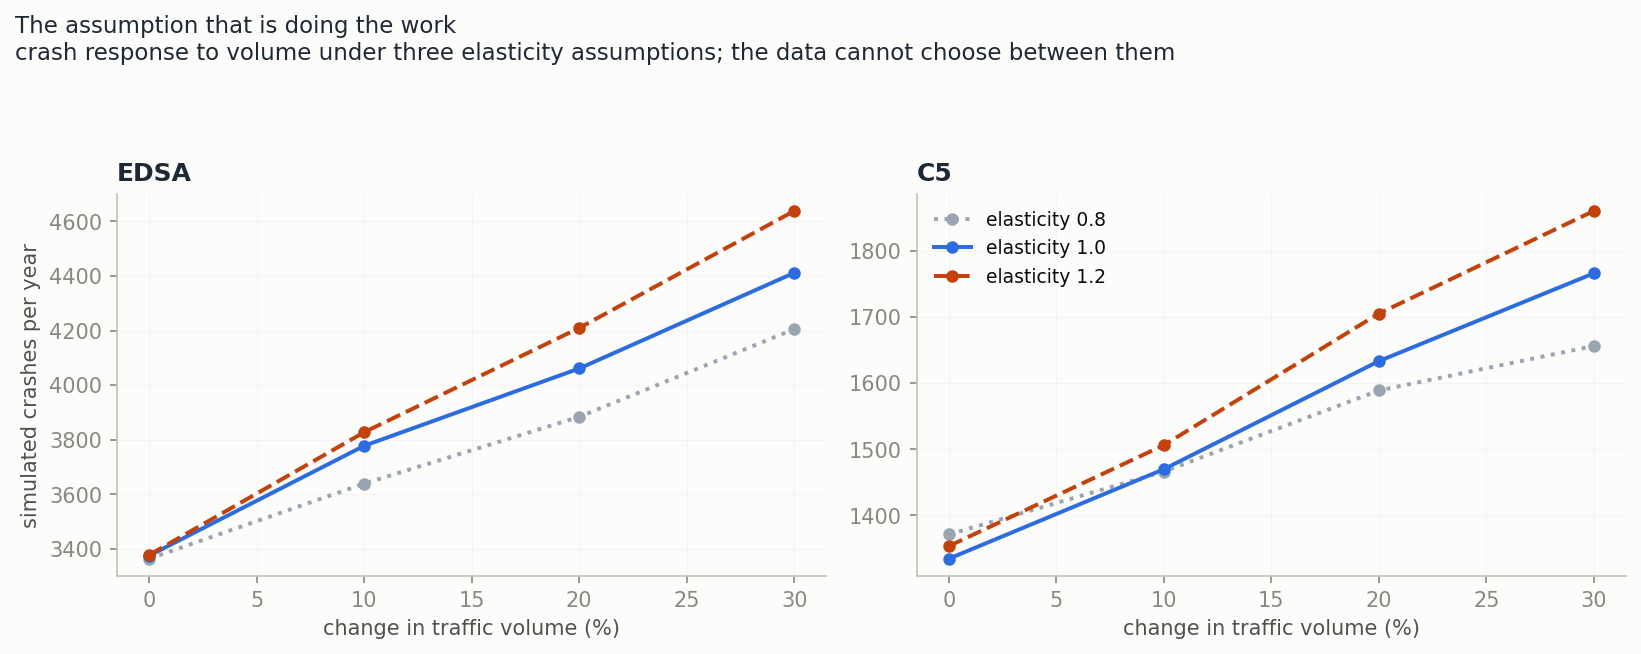 The assumption that is doing the work
crash response to volume under three elasticity assumptions; the data cannot choose between them
EDSA
simulated crashes per year
4600
4400
4200
4000
3800
3600
3400
0 5 10 15 20 25 30
change in traffic volume (%)
C5
elasticity 0.8
elasticity 1.0
elasticity 1.2
1800
1700
1600
1500
1400
0 5 10 15 20 25 30
change in traffic volume (%)